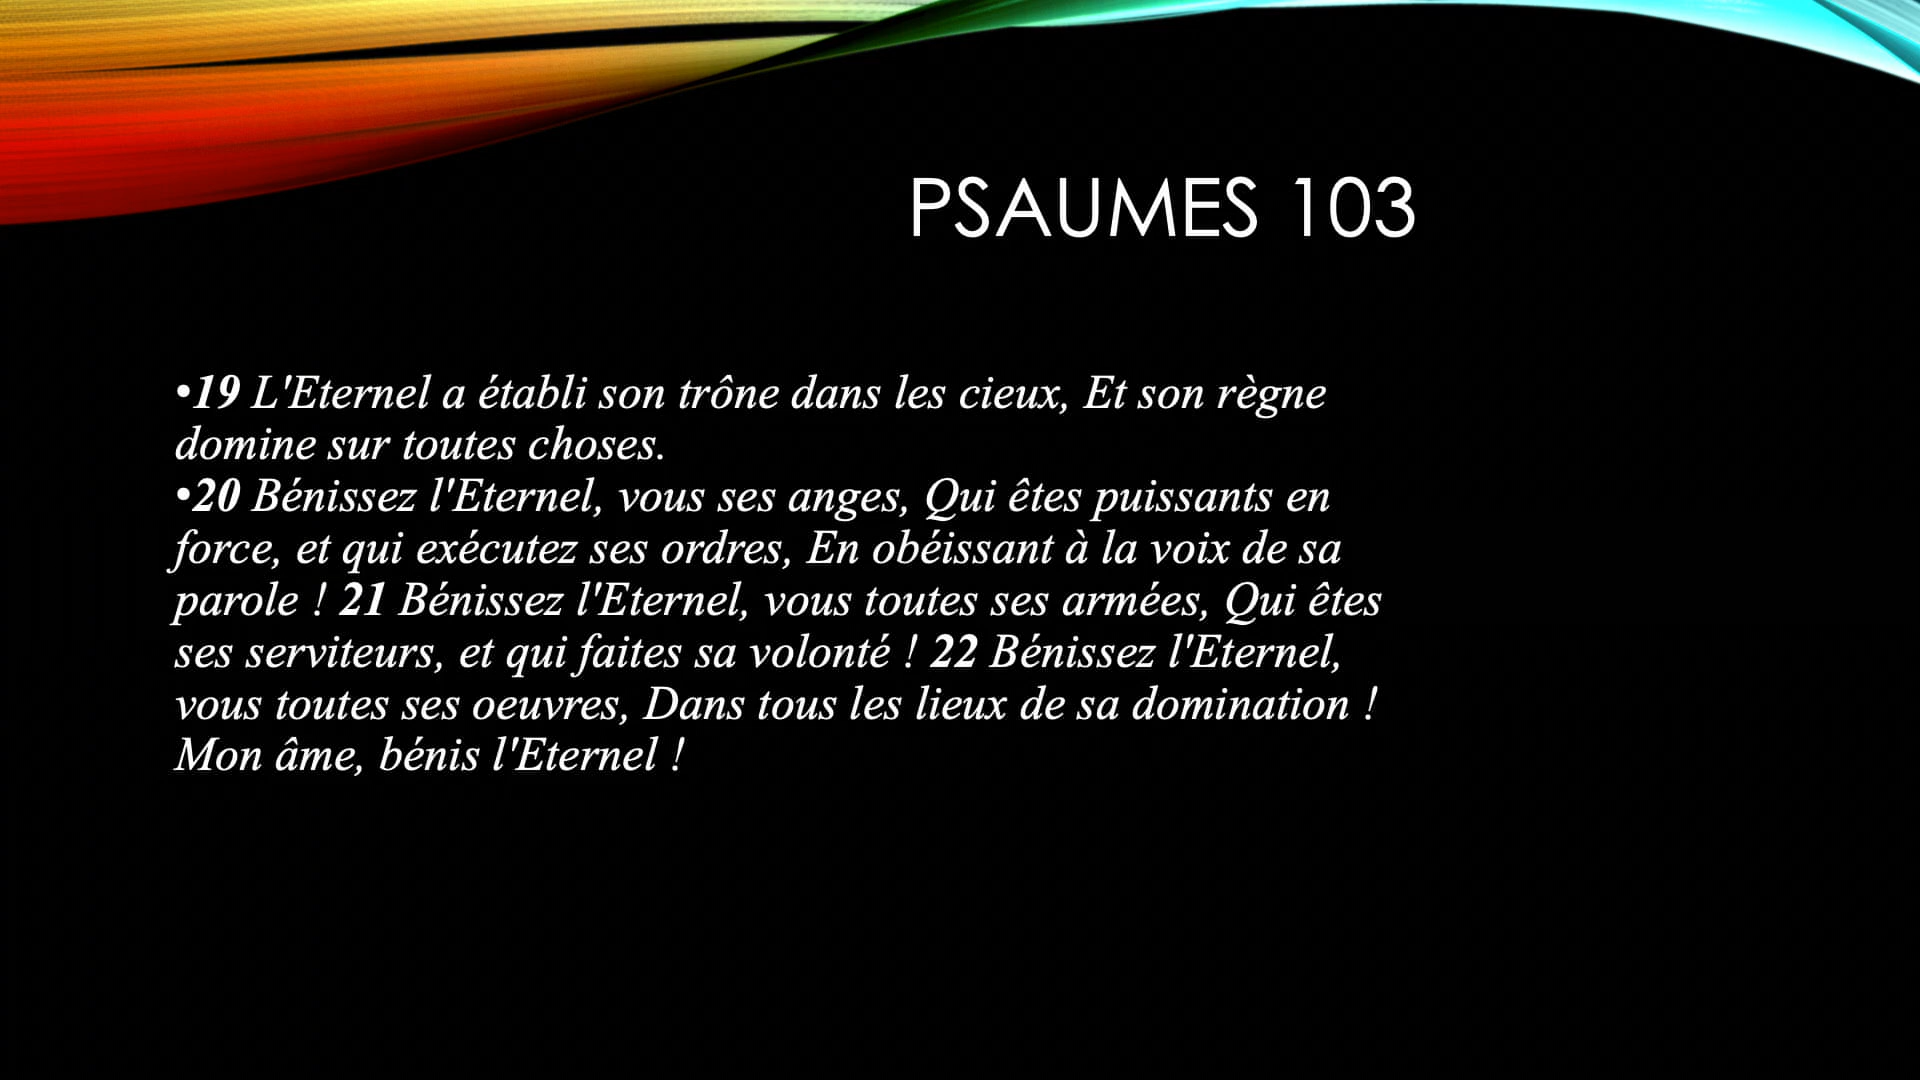 PSAUMES 103
•19 L'Eternel a établi son trône dans les cieux, Et son règne
domine sur toutes choses.
•20 Bénissez l'Eternel, vous ses anges, Qui êtes puissants en
force, et qui exécutez ses ordres, En obéissant à la voix de sa
parole ! 21 Bénissez l'Eternel, vous toutes ses armées, Qui êtes
ses serviteurs, et qui faites sa volonté ! 22 Bénissez l'Eternel,
vous toutes ses oeuvres, Dans tous les lieux de sa domination !
Mon âme, bénis l'Eternel !